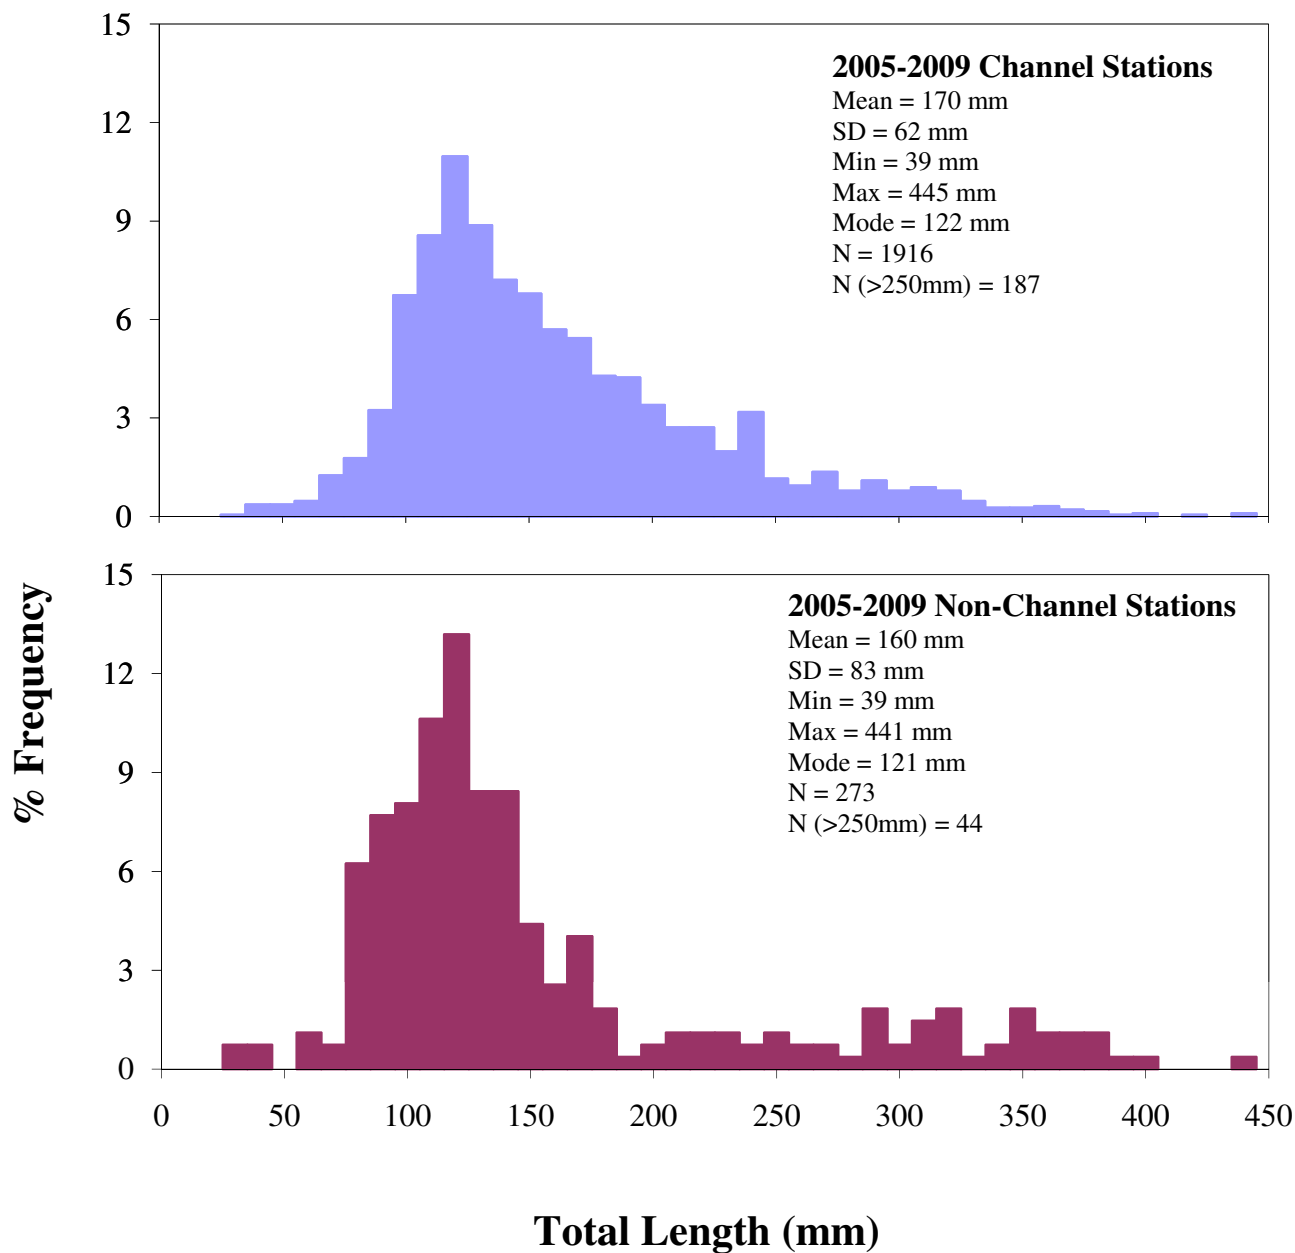 15
12
9
6
3
0
2005-2009 Channel Stations
Mean = 170 mm
SD = 62 mm
Min = 39 mm
Max = 445 mm
Mode = 122 mm
N = 1916
N (>250mm) = 187
% Frequency
15
12
9
6
3
0
2005-2009 Non-Channel Stations
Mean = 160 mm
SD = 83 mm
Min = 39 mm
Max = 441 mm
Mode = 121 mm
N = 273
N (>250mm) = 44
0 50 100 150 200 250 300 350 400 450
Total Length (mm)